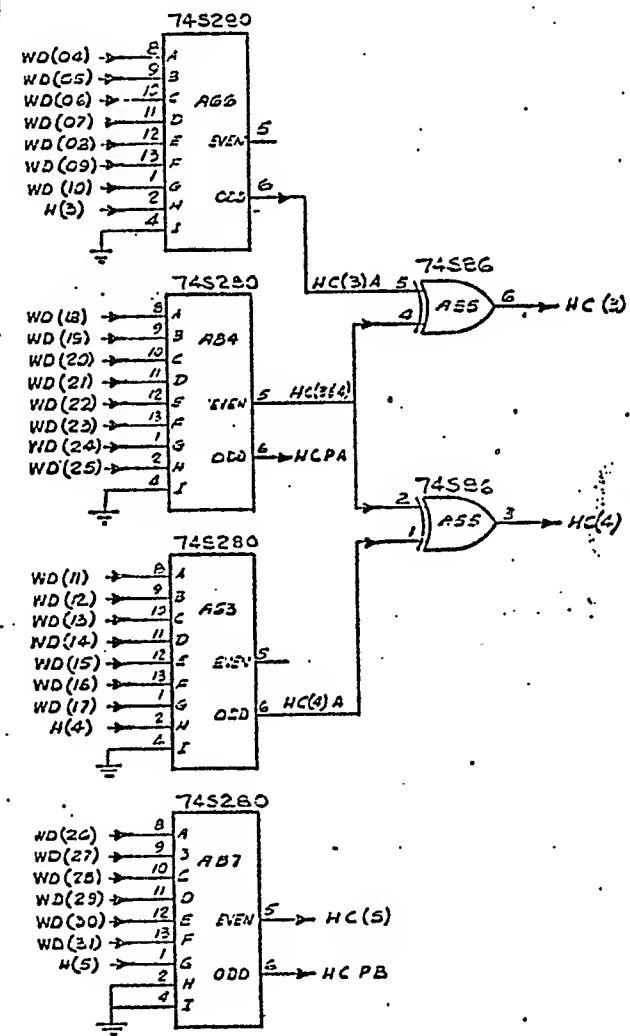 74S280
WD(04) 8 A
WD(05) 9 B
WD(06) 10 C
WD(07) 11 D
WD(08) 12 E EVEN 5
WD(09) 13 F
WD(10) 1 G
H(3) 2 H ODD 6
4 I
HC(3)A 5 74S86
4 A55 6 HC(3)
74S280
WD(18) 8 A
WD(19) 9 B AB4
WD(20) 10 C
WD(21) 11 D
WD(22) 12 E EVEN 5 HC(3&4)
WD(23) 13 F
WD(24) 1 G ODD 6 HCPA
WD(25) 2 H
4 I
74S86
2 A55 3 HC(4)
1
74S280
WD(11) 8 A
WD(12) 9 B
WD(13) 10 C A53
WD(14) 11 D
WD(15) 12 E EVEN 5
WD(16) 13 F
WD(17) 1 G ODD 6 HC(4)A
H(4) 2 H
4 I
74S280
WD(26) 8 A
WD(27) 9 B AB7
WD(28) 10 C
WD(29) 11 D
WD(30) 12 E EVEN 5 HC(5)
WD(31) 13 F
H(5) 1 G ODD 6 HCPB
2 H
4 I